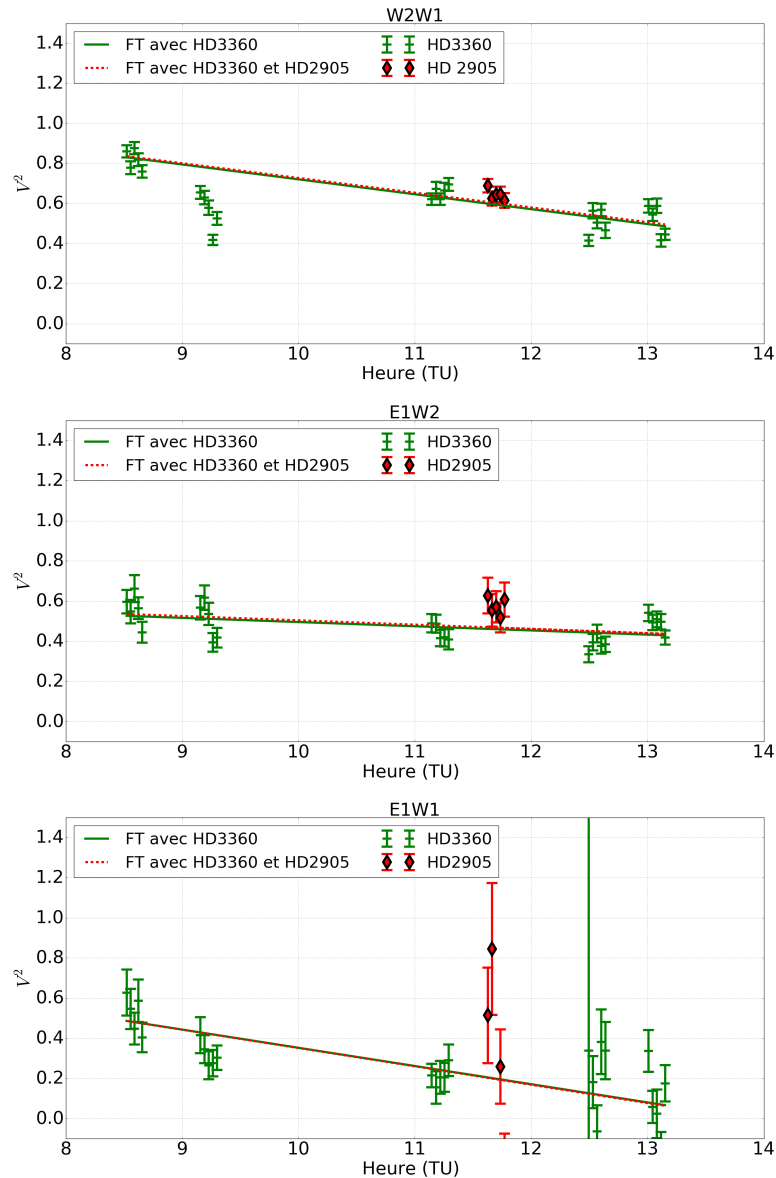 W2W1
FT avec HD3360
HD3360
FT avec HD3360 et HD2905
HD 2905
1.4
1.2
1.0
0.8
0.6
0.4
0.2
0.0
V²
8 9 10 11 12 13 14
Heure (TU)
E1W2
FT avec HD3360
HD3360
FT avec HD3360 et HD2905
HD2905
1.4
1.2
1.0
0.8
0.6
0.4
0.2
0.0
V²
8 9 10 11 12 13 14
Heure (TU)
E1W1
FT avec HD3360
HD3360
FT avec HD3360 et HD2905
HD2905
1.4
1.2
1.0
0.8
0.6
0.4
0.2
0.0
V²
8 9 10 11 12 13 14
Heure (TU)